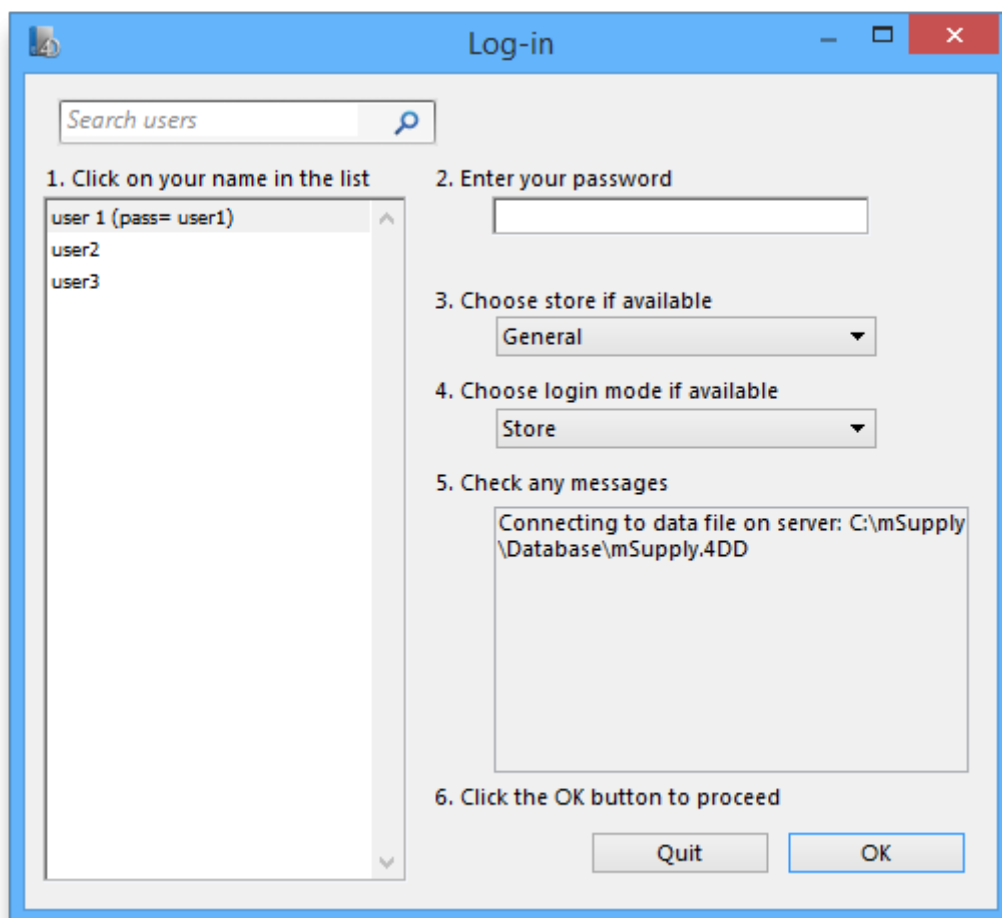 Log-in
Search users
1. Click on your name in the list
user 1 (pass= user1)
user2
user3
2. Enter your password
3. Choose store if available
General
4. Choose login mode if available
Store
5. Check any messages
Connecting to data file on server: C:\mSupply
\Database\mSupply.4DD
6. Click the OK button to proceed
Quit
OK